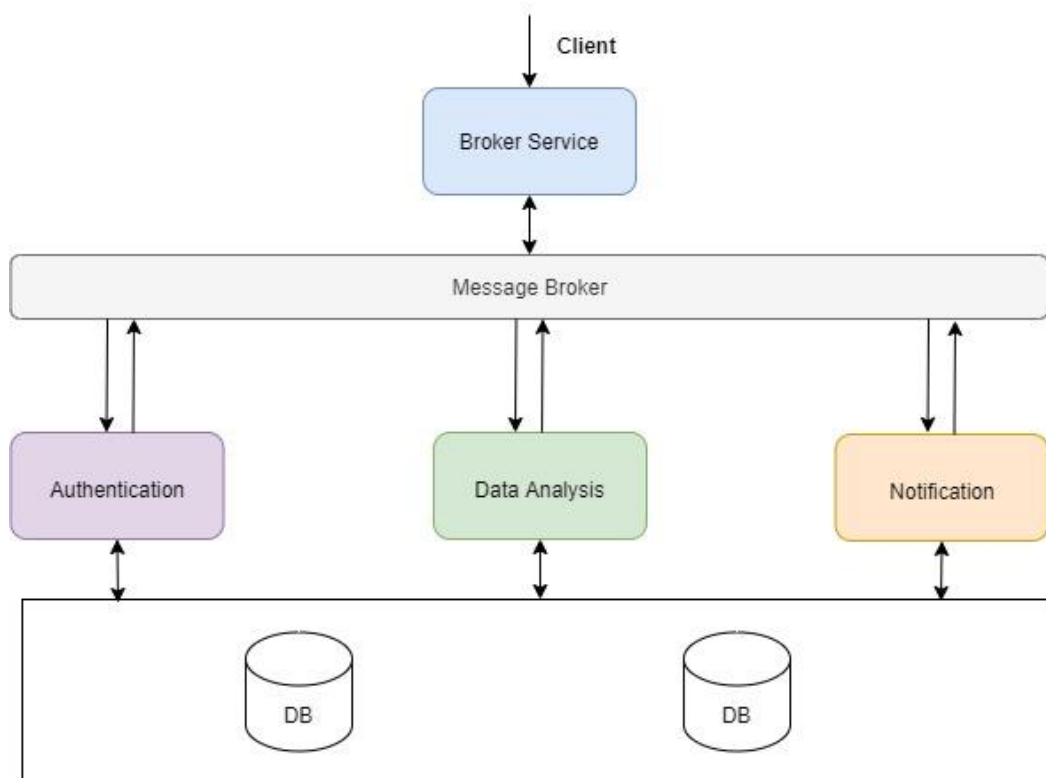 Client
Broker Service
Message Broker
Authentication
Data Analysis
Notification
DB
DB